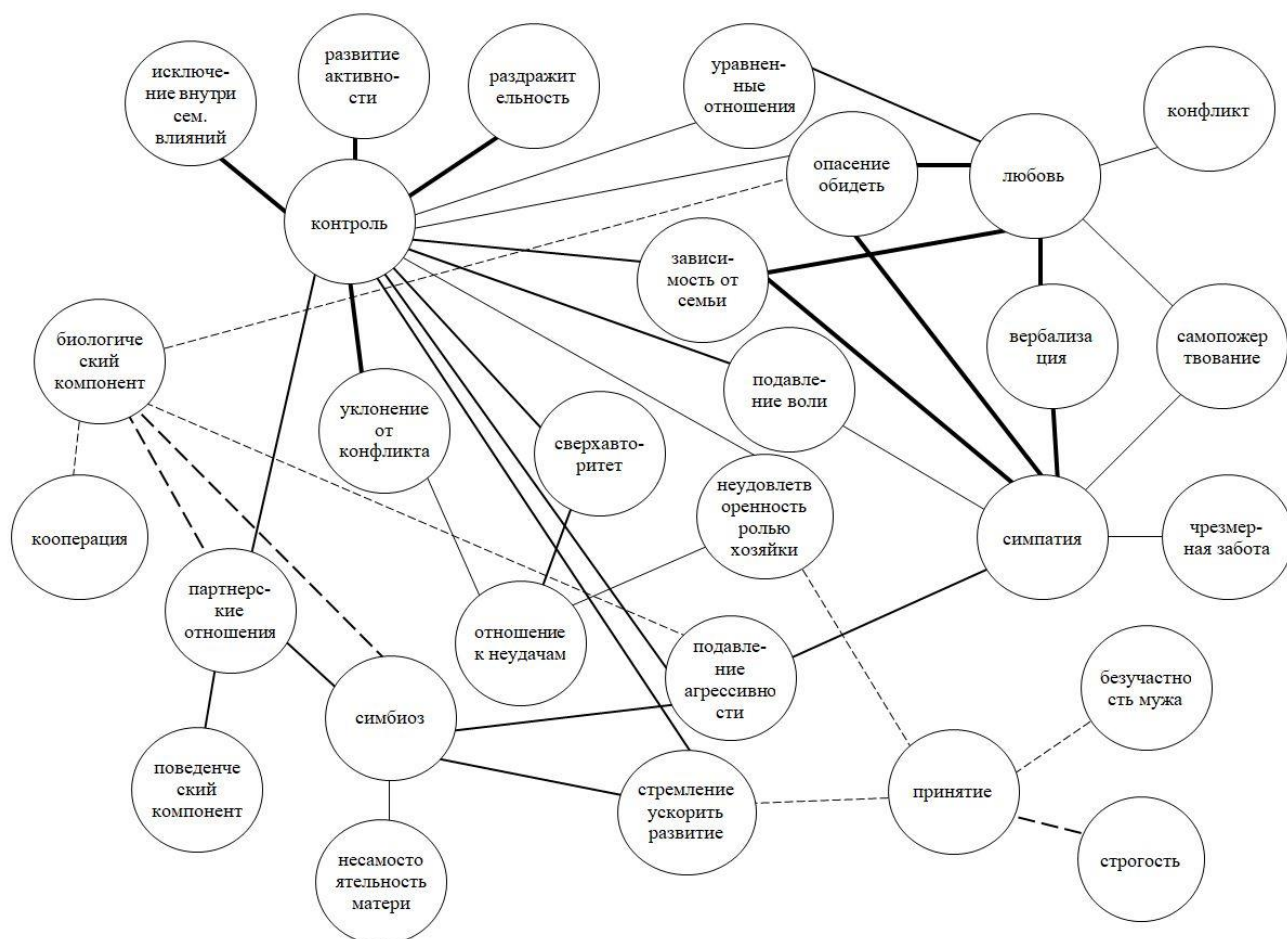 исключе-
ние внутри
сем.
влияний
развитие
активно-
сти
раздражит
ельность
уравнен-
ные
отношения
конфликт
контроль
опасение
обидеть
любовь
зависи-
мость от
семьи
биологиче
ский
компонент
вербализа
ция
самопожер
твование
подавле-
ние воли
уклонение
от
конфликта
сверхавто-
ритет
неудовлетв
оренность
ролью
хозяйки
кооперация
симпатия
чрезмер-
ная забота
партнерс-
кие
отношения
отношение
к неудачам
подавле-
ние
агрессивно
сти
безучастно
сть мужа
симбиоз
поведенче
ский
компонент
стремление
ускорить
развитие
принятие
строгость
несамосто
ятельность
матери